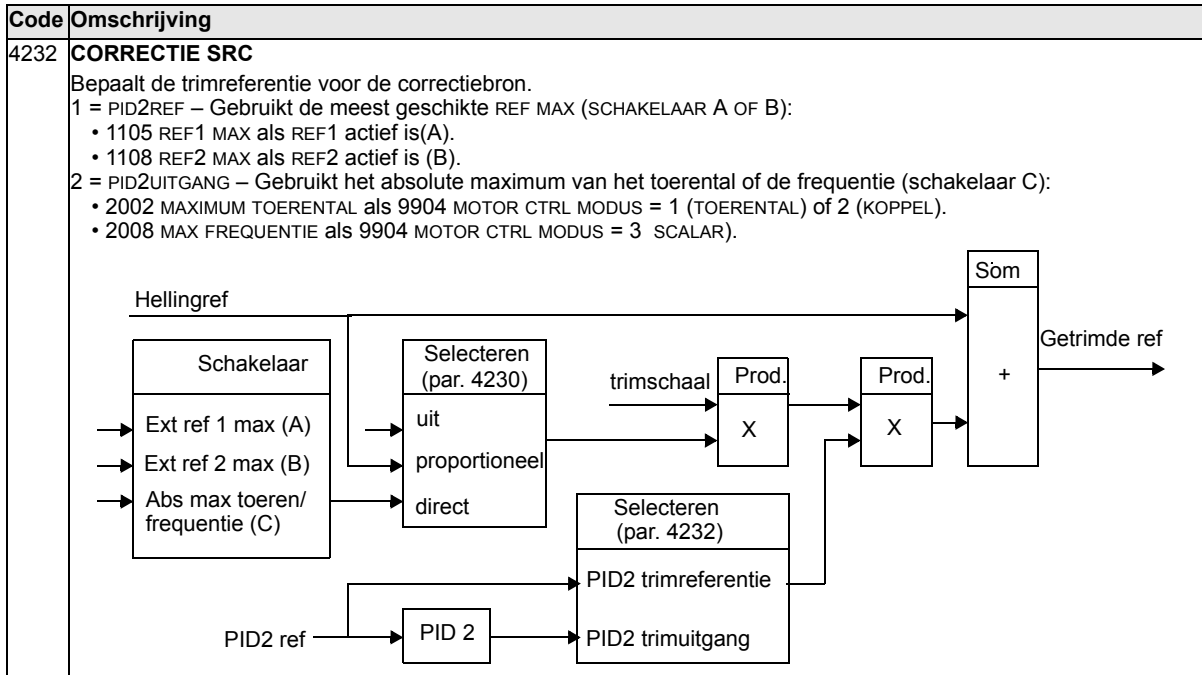 Code Omschrijving
4232 CORRECTIE SRC
Bepaalt de trimreferentie voor de correctiebron.
1 = PID2REF – Gebruikt de meest geschikte REF MAX (SCHAKELAAR A OF B):
• 1105 REF1 MAX als REF1 actief is(A).
• 1108 REF2 MAX als REF2 actief is (B).
2 = PID2UITGANG – Gebruikt het absolute maximum van het toerental of de frequentie (schakelaar C):
• 2002 MAXIMUM TOERENTAL als 9904 MOTOR CTRL MODUS = 1 (TOERENTAL) of 2 (KOPPEL).
• 2008 MAX FREQUENTIE als 9904 MOTOR CTRL MODUS = 3 SCALAR).
Som
+
Hellingref
Getrimde ref
Schakelaar
Ext ref 1 max (A)
Ext ref 2 max (B)
Abs max toeren/
frequentie (C)
Selecteren
(par. 4230)
uit
proportioneel
direct
trimschaal
Prod.
X
Prod.
X
Selecteren
(par. 4232)
PID2 trimreferentie
PID2 trimuitgang
PID2 ref
PID 2